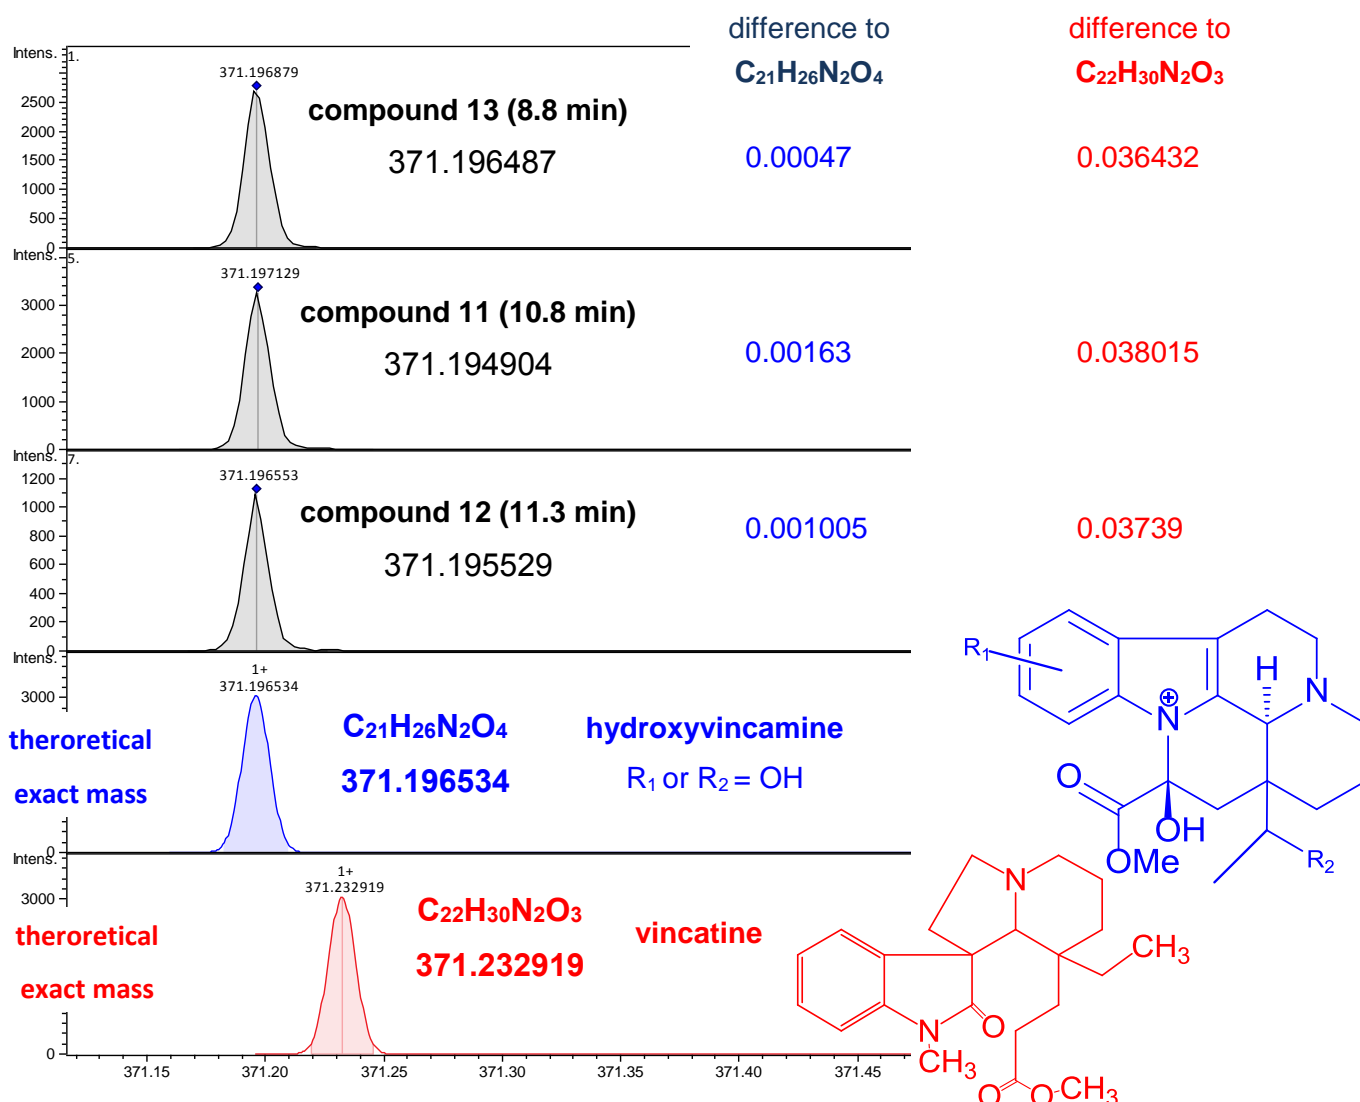 difference to
C21H26N2O4
difference to
C22H30N2O3
Intens.
1.
371.196879
compound 13 (8.8 min)
371.196487
0.00047
0.036432
2500
2000
1500
1000
500
0
Intens.
5.
371.197129
compound 11 (10.8 min)
371.194904
0.00163
0.038015
3000
2000
1000
0
Intens.
7.
371.196553
compound 12 (11.3 min)
371.195529
0.001005
0.03739
1200
1000
800
600
400
200
0
Intens.
1+
371.196534
3000
theroretical
exact mass
C21H26N2O4
371.196534
hydroxyvincamine
R1 or R2 = OH
0
R1
H
N
N
⊕
O
OH
OMe
R2
Intens.
1+
371.232919
3000
theroretical
exact mass
C22H30N2O3
371.232919
vincatine
0
N
CH3
N
O
CH3
O
O
CH3
371.15
371.20
371.25
371.30
371.35
371.40
371.45